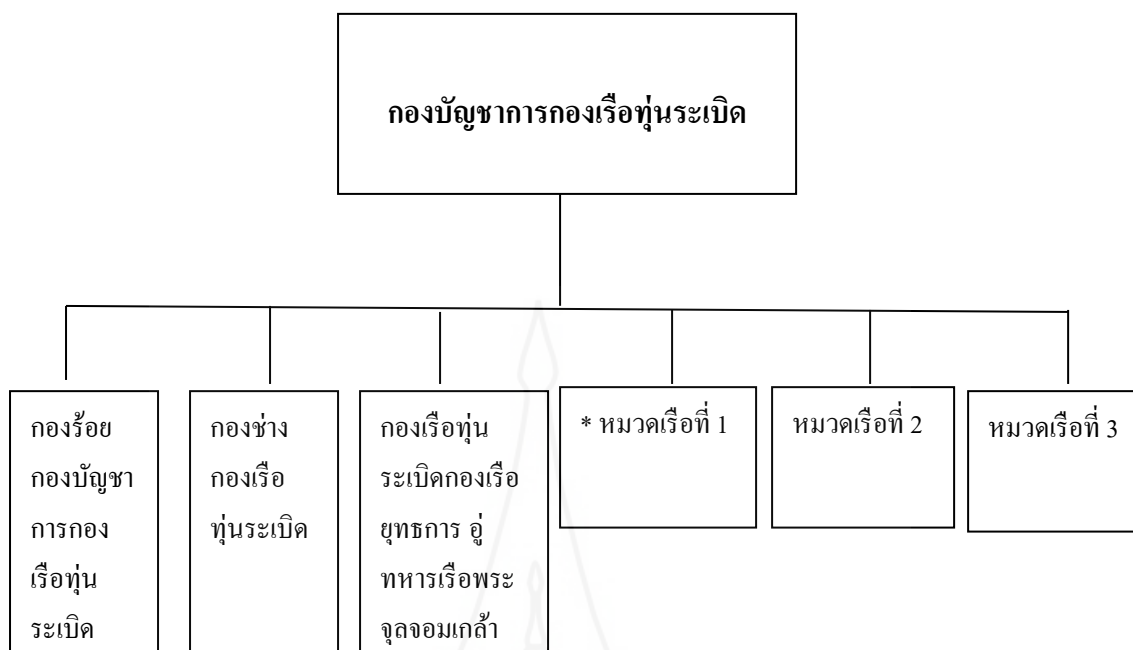 กองบัญชาการกองเรือทุ่นระเบิด
กองร้อย
กองบัญชา
การกอง
เรือทุ่น
ระเบิด
กองช่าง
กองเรือ
ทุ่นระเบิด
กองเรือทุ่น
ระเบิดกองเรือ
ยุทธการ อู่
ทหารเรือพระ
จุลจอมเกล้า
* หมวดเรือที่ 1
หมวดเรือที่ 2
หมวดเรือที่ 3